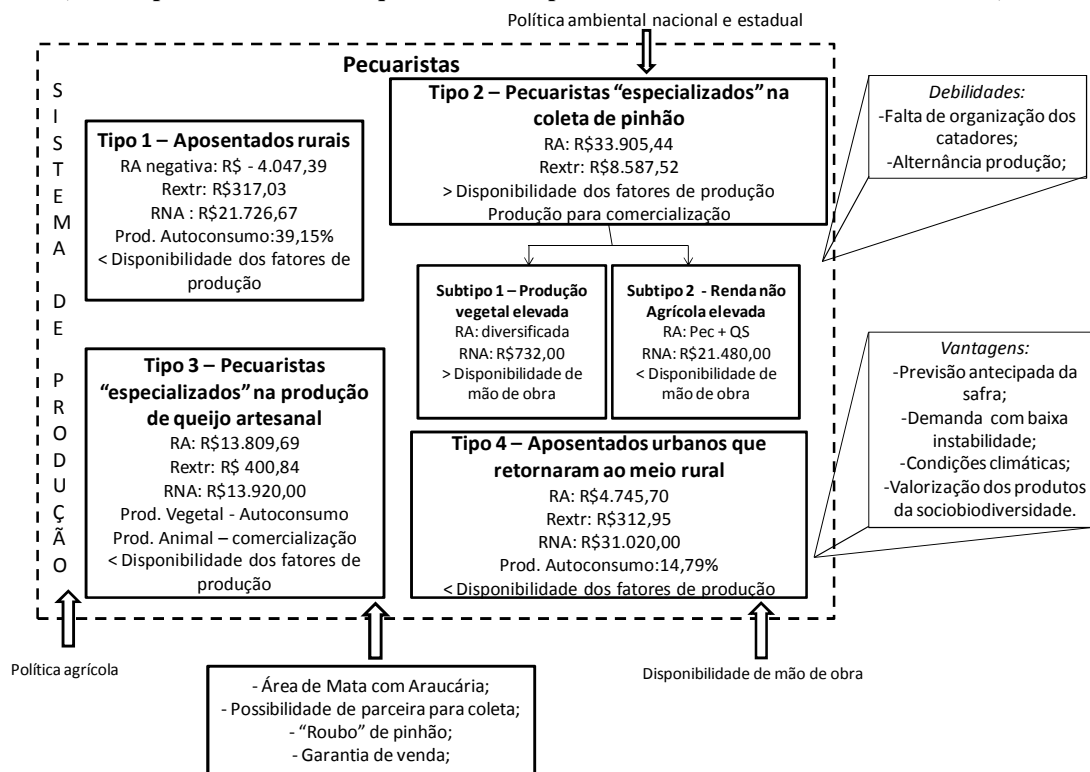 Política ambiental nacional e estadual
Pecuaristas
SISTEMA DE PRODUÇÃO
Tipo 1 – Aposentados rurais
RA negativa: R$ - 4.047,39
Rextr: R$317,03
RNA : R$21.726,67
Prod. Autoconsumo:39,15%
< Disponibilidade dos fatores de
produção
Tipo 2 – Pecuaristas “especializados” na
coleta de pinhão
RA: R$33.905,44
Rextr: R$8.587,52
> Disponibilidade dos fatores de produção
Produção para comercialização
Subtipo 1 – Produção
vegetal elevada
RA: diversificada
RNA: R$732,00
> Disponibilidade de
mão de obra
Subtipo 2 - Renda não
Agrícola elevada
RA: Pec + QS
RNA: R$21.480,00
< Disponibilidade de
mão de obra
Tipo 3 – Pecuaristas
“especializados” na produção
de queijo artesanal
RA: R$13.809,69
Rextr: R$ 400,84
RNA: R$13.920,00
Prod. Vegetal - Autoconsumo
Prod. Animal – comercialização
< Disponibilidade dos fatores de
produção
Tipo 4 – Aposentados urbanos que
retornaram ao meio rural
RA: R$4.745,70
Rextr: R$312,95
RNA: R$31.020,00
Prod. Autoconsumo:14,79%
< Disponibilidade dos fatores de produção
Debilidades:
-Falta de organização dos
catadores;
-Alternância produção;
Vantagens:
-Previsão antecipada da
safra;
-Demanda com baixa
instabilidade;
-Condições climáticas;
-Valorização dos produtos
da sociobiodiversidade.
Política agrícola
- Área de Mata com Araucária;
- Possibilidade de parceira para coleta;
- “Roubo” de pinhão;
- Garantia de venda;
Disponibilidade de mão de obra